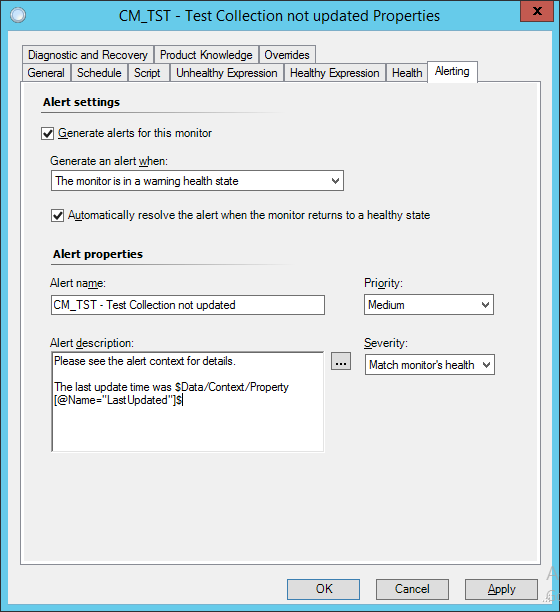 CM_TST - Test Collection not updated Properties
x
Diagnostic and Recovery Product Knowledge Overrides
General Schedule Script Unhealthy Expression Healthy Expression Health Alerting
Alert settings
Generate alerts for this monitor
Generate an alert when:
The monitor is in a warning health state
Automatically resolve the alert when the monitor returns to a healthy state
Alert properties
Alert name: Priority:
CM_TST - Test Collection not updated Medium
Alert description: Severity:
Please see the alert context for details. ... Match monitor's health
The last update time was $Data/Context/Property
[@Name="LastUpdated"]$
OK Cancel Apply